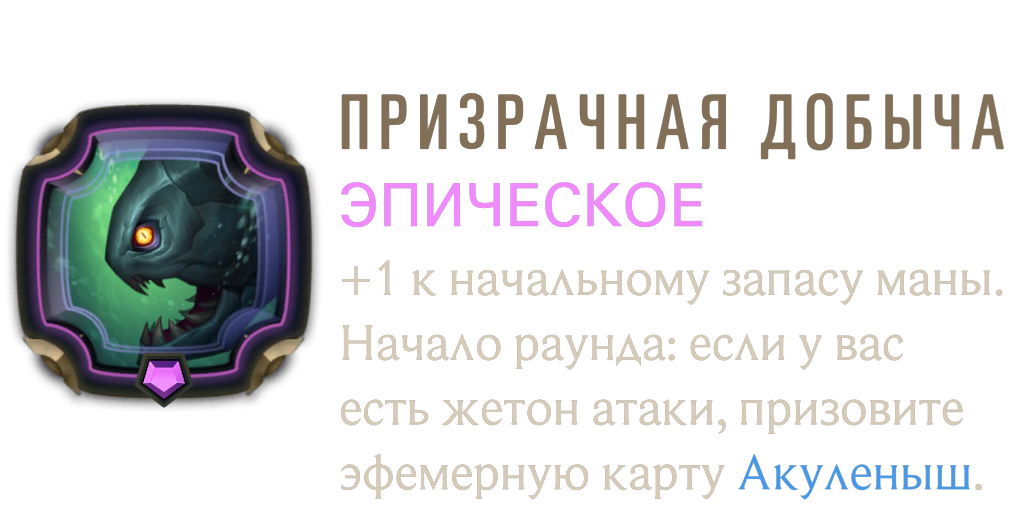 ПРИЗРАЧНАЯ ДОБЫЧА
ЭПИЧЕСКОЕ
+1 к начальному запасу маны.
Начало раунда: если у вас
есть жетон атаки, призовите
эфемерную карту Акуленыш.